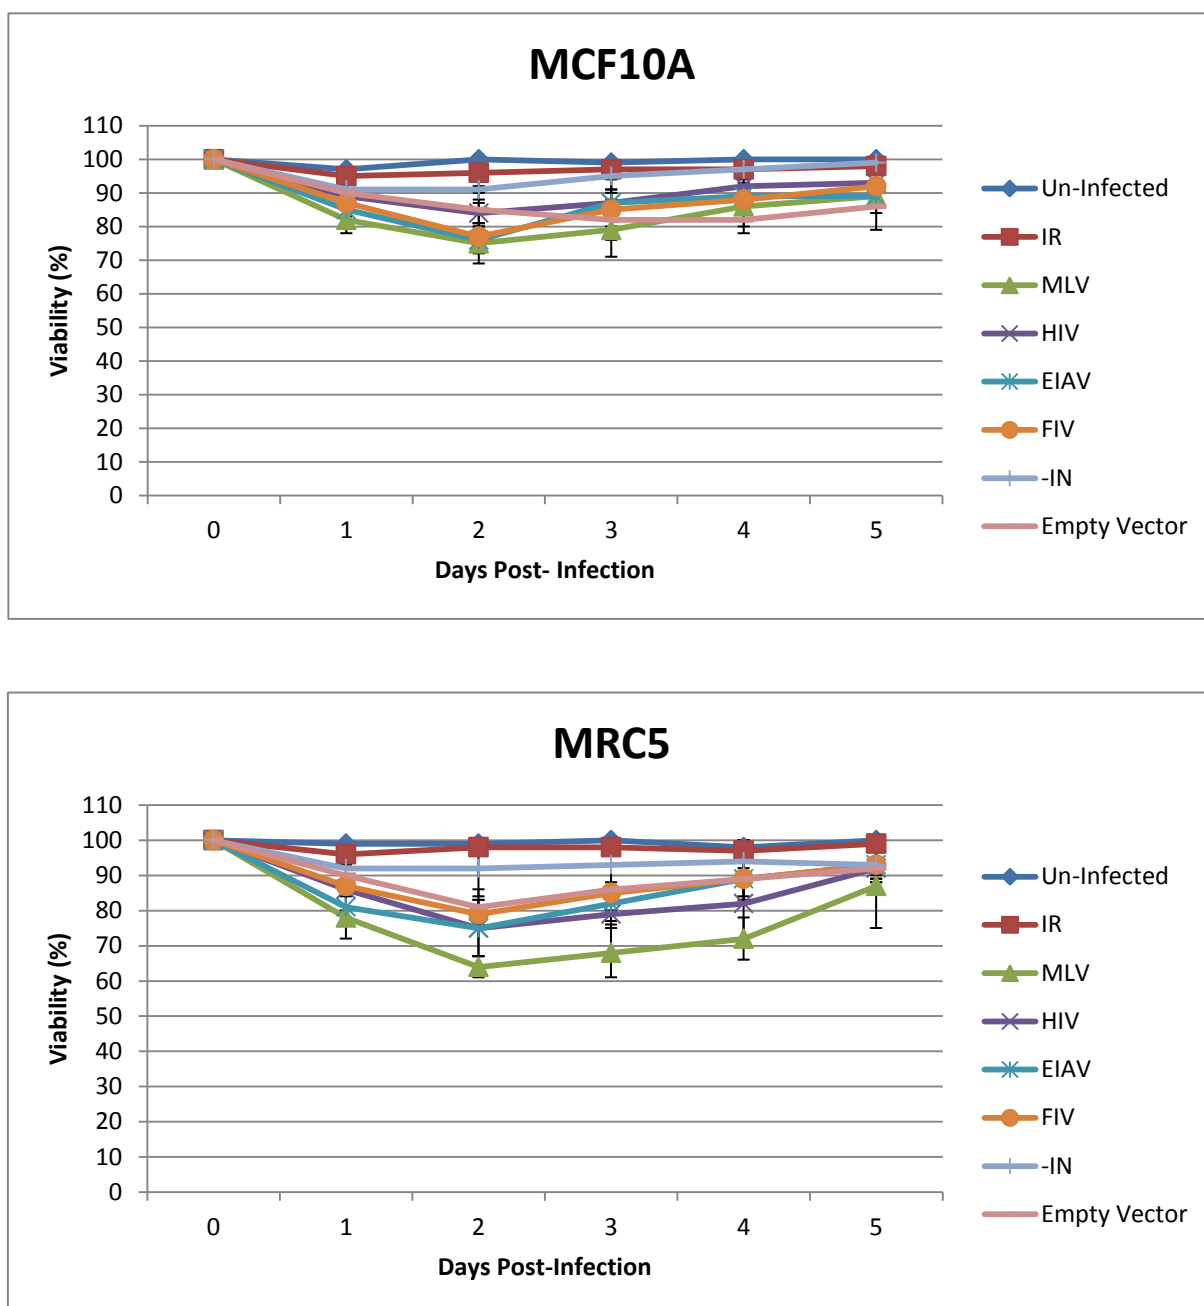 MCF10A
110
100
90
80
70
60
50
40
30
20
10
0
Viability (%)
0 1 2 3 4 5
Days Post- Infection
Un-Infected
IR
MLV
HIV
EIAV
FIV
-IN
Empty Vector
MRC5
110
100
90
80
70
60
50
40
30
20
10
0
Viability (%)
0 1 2 3 4 5
Days Post-Infection
Un-Infected
IR
MLV
HIV
EIAV
FIV
-IN
Empty Vector